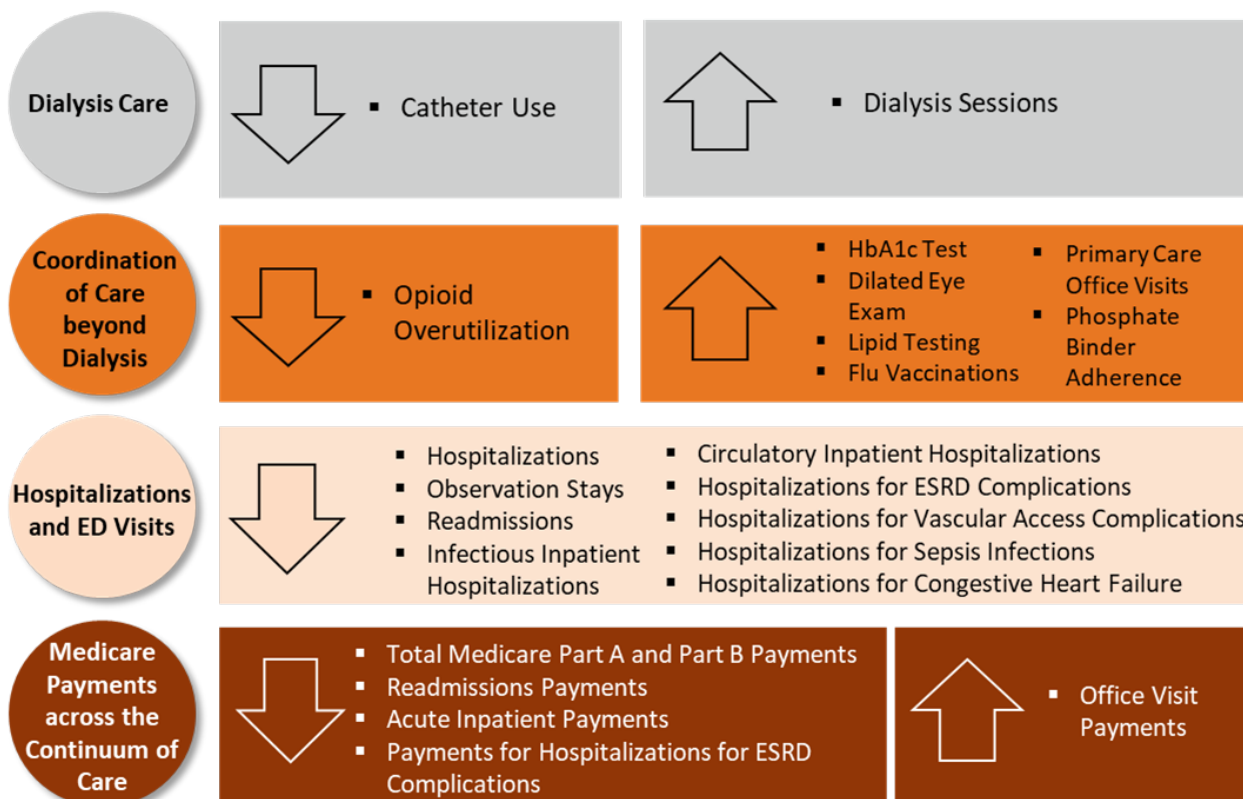 Dialysis Care
▪ Catheter Use
▪ Dialysis Sessions
Coordination
of Care
beyond
Dialysis
▪ Opioid
Overutilization
▪ HbA1c Test
▪ Dilated Eye
Exam
▪ Lipid Testing
▪ Flu Vaccinations
▪ Primary Care
Office Visits
▪ Phosphate
Binder
Adherence
Hospitalizations
and ED Visits
▪ Hospitalizations
▪ Observation Stays
▪ Readmissions
▪ Infectious Inpatient
Hospitalizations
▪ Circulatory Inpatient Hospitalizations
▪ Hospitalizations for ESRD Complications
▪ Hospitalizations for Vascular Access Complications
▪ Hospitalizations for Sepsis Infections
▪ Hospitalizations for Congestive Heart Failure
Medicare
Payments
across the
Continuum of
Care
▪ Total Medicare Part A and Part B Payments
▪ Readmissions Payments
▪ Acute Inpatient Payments
▪ Payments for Hospitalizations for ESRD
Complications
▪ Office Visit
Payments